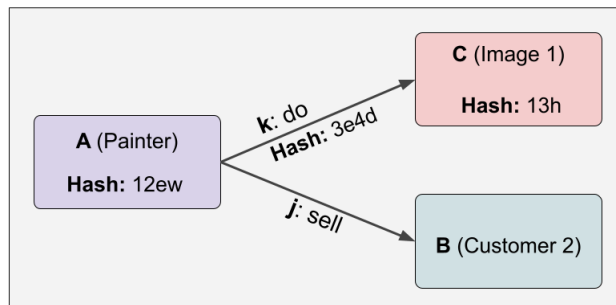 A (Painter)
Hash: 12ew
k: do
Hash: 3e4d
j: sell
C (Image 1)
Hash: 13h
B (Customer 2)